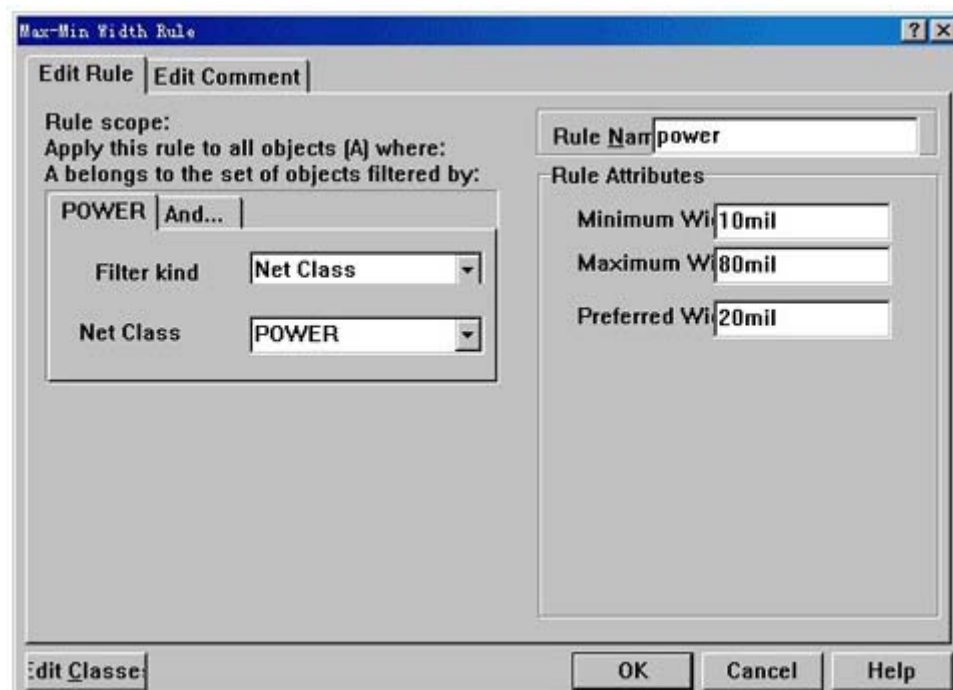 Max-Min Width Rule
Edit Rule
Edit Comment
Rule scope:
Apply this rule to all objects (A) where:
A belongs to the set of objects filtered by:
POWER
And...
Filter kind
Net Class
Net Class
POWER
Rule Nam
power
Rule Attributes
Minimum Wi
10mil
Maximum Wi
80mil
Preferred Wi
20mil
Edit Classes
OK
Cancel
Help